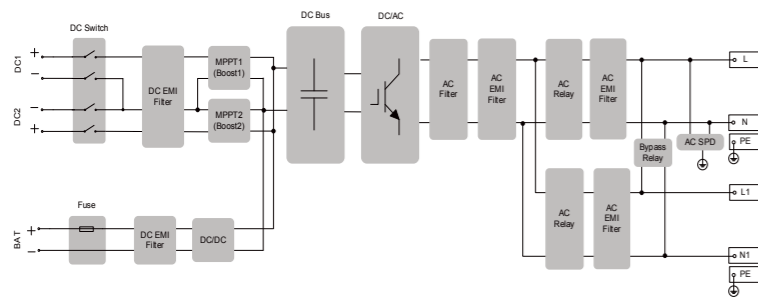 DC Switch
DC Bus
DC/AC
DC1
+
−
DC2
−
+
DC EMI
Filter
MPPT1
(Boost1)
MPPT2
(Boost2)
AC
Filter
AC
EMI
Filter
AC
Relay
AC
EMI
Filter
L
N
PE
Bypass
Relay
AC SPD
L1
AC
Relay
AC
EMI
Filter
N1
PE
Fuse
BAT
+
−
DC EMI
Filter
DC/DC